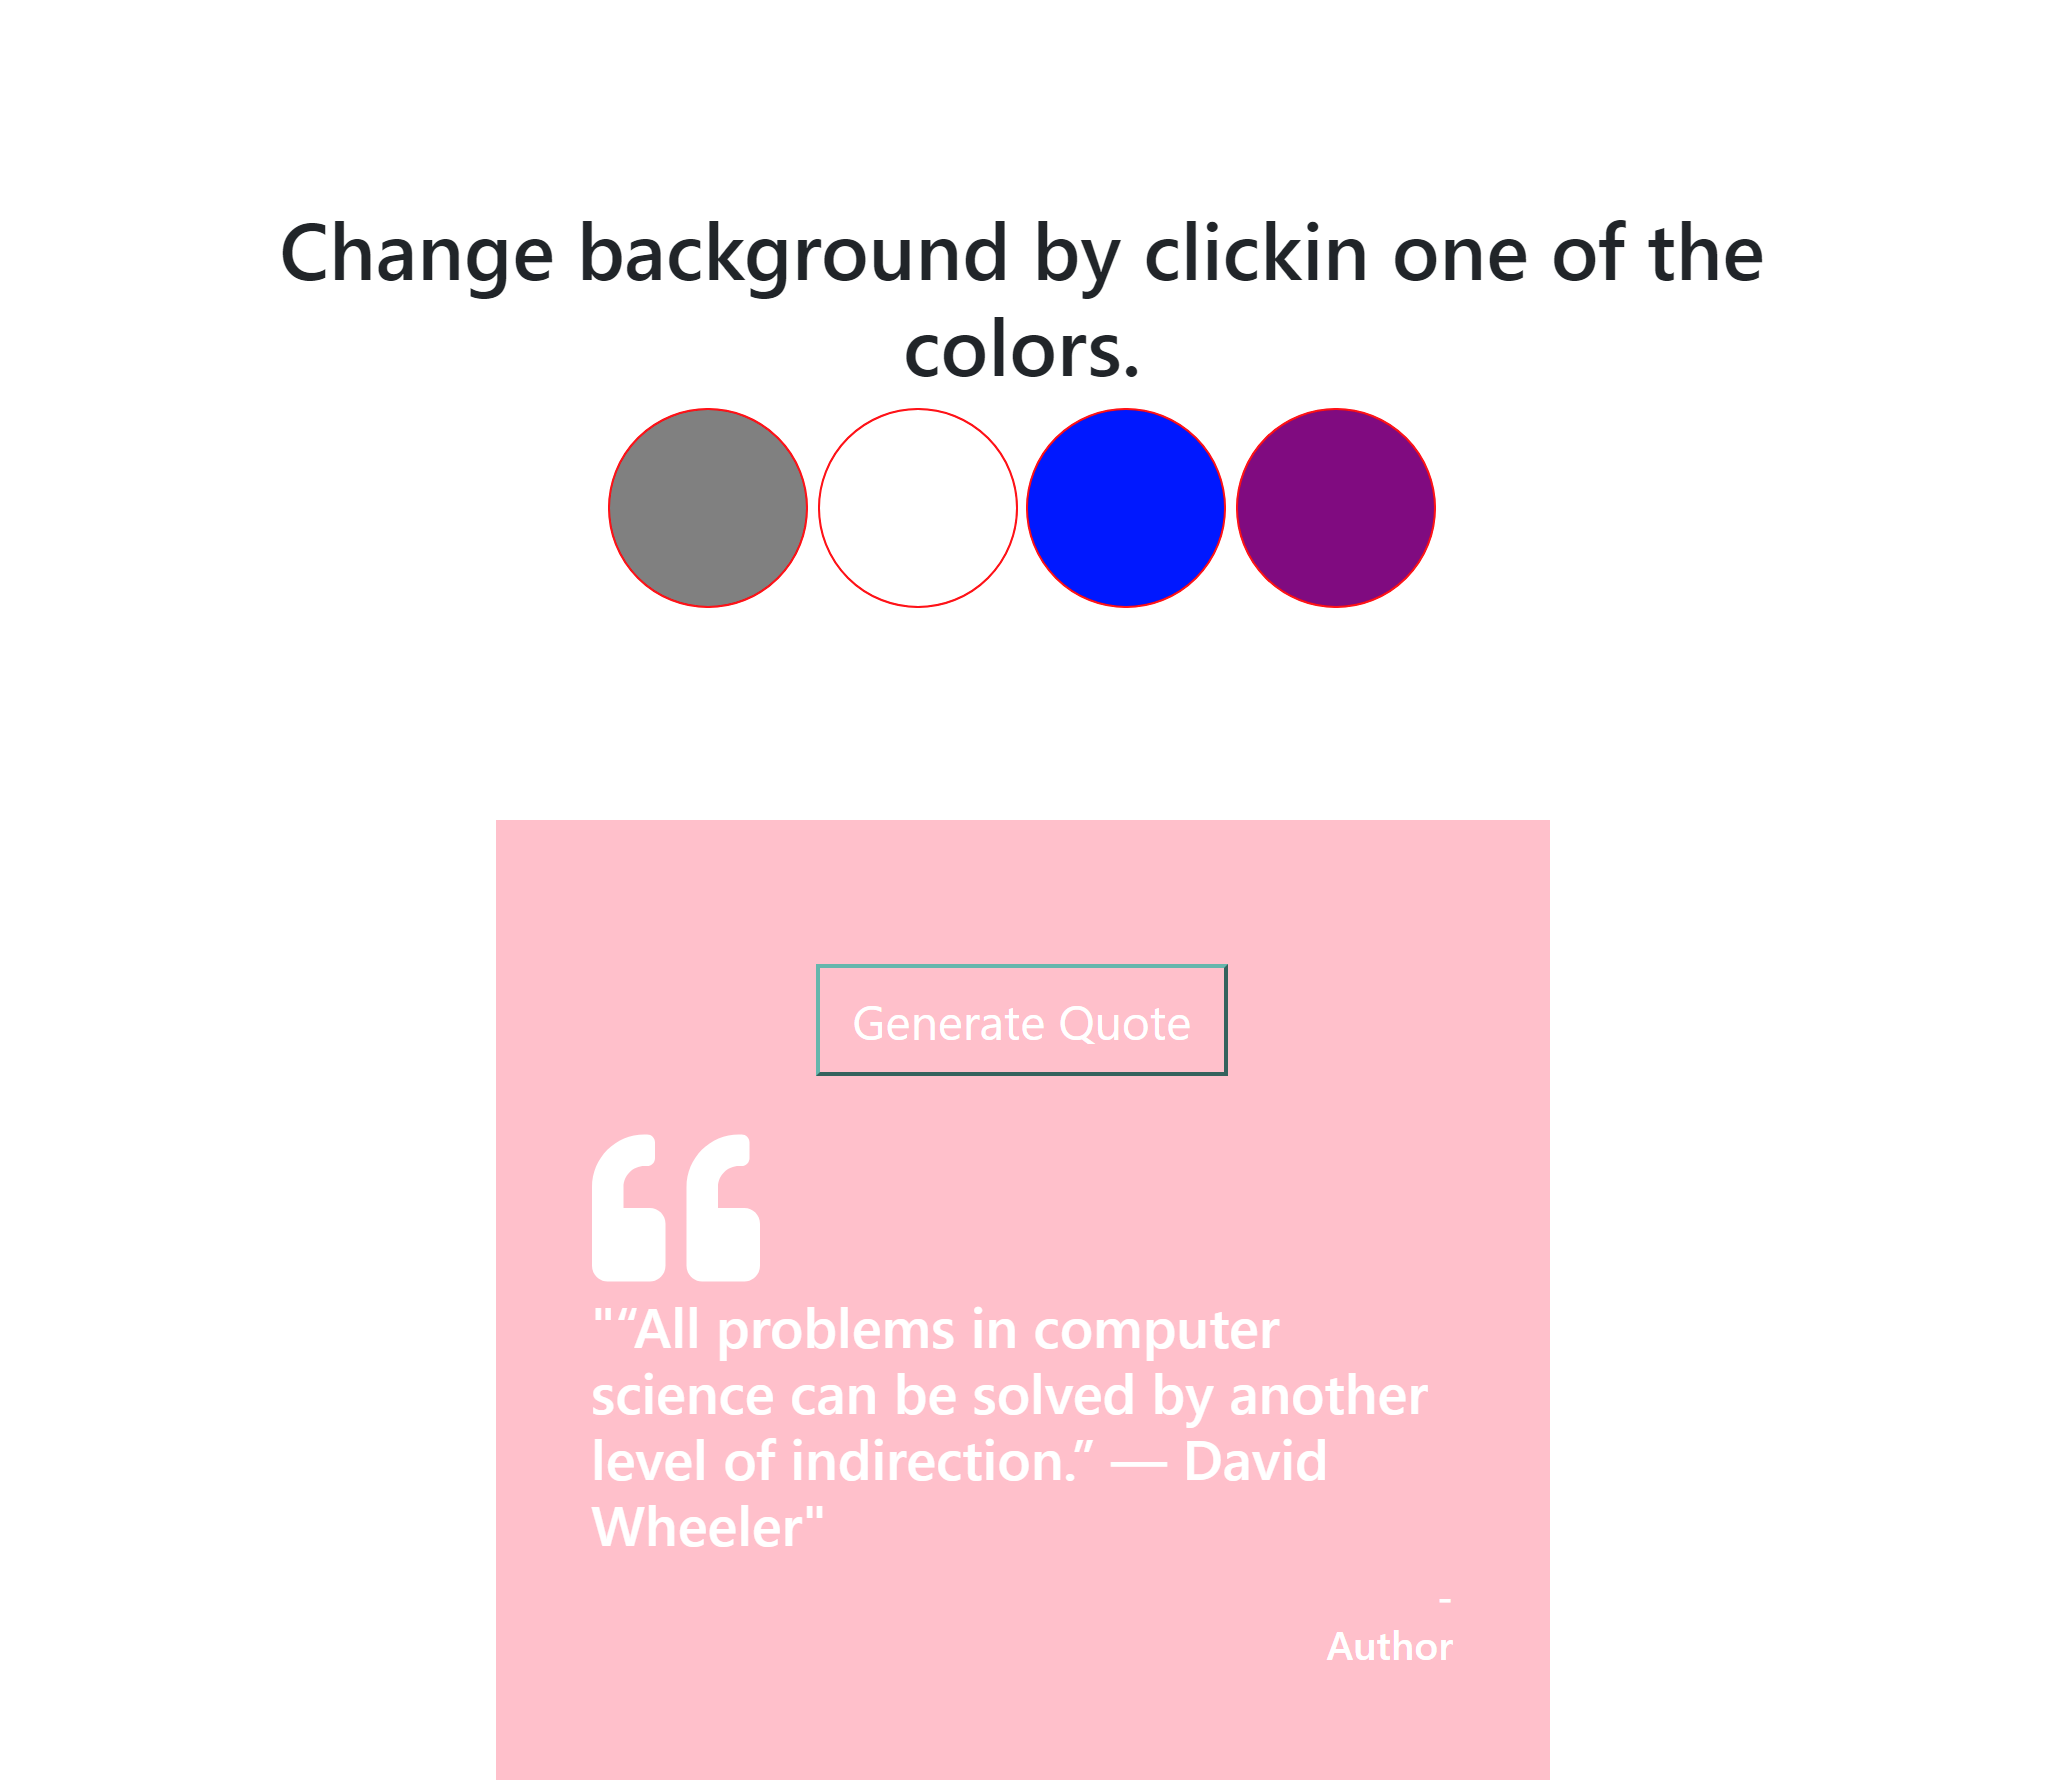 Change background by clickin one of the
colors.
Generate Quote
"“All problems in computer
science can be solved by another
level of indirection.” — David
Wheeler"
-
Author